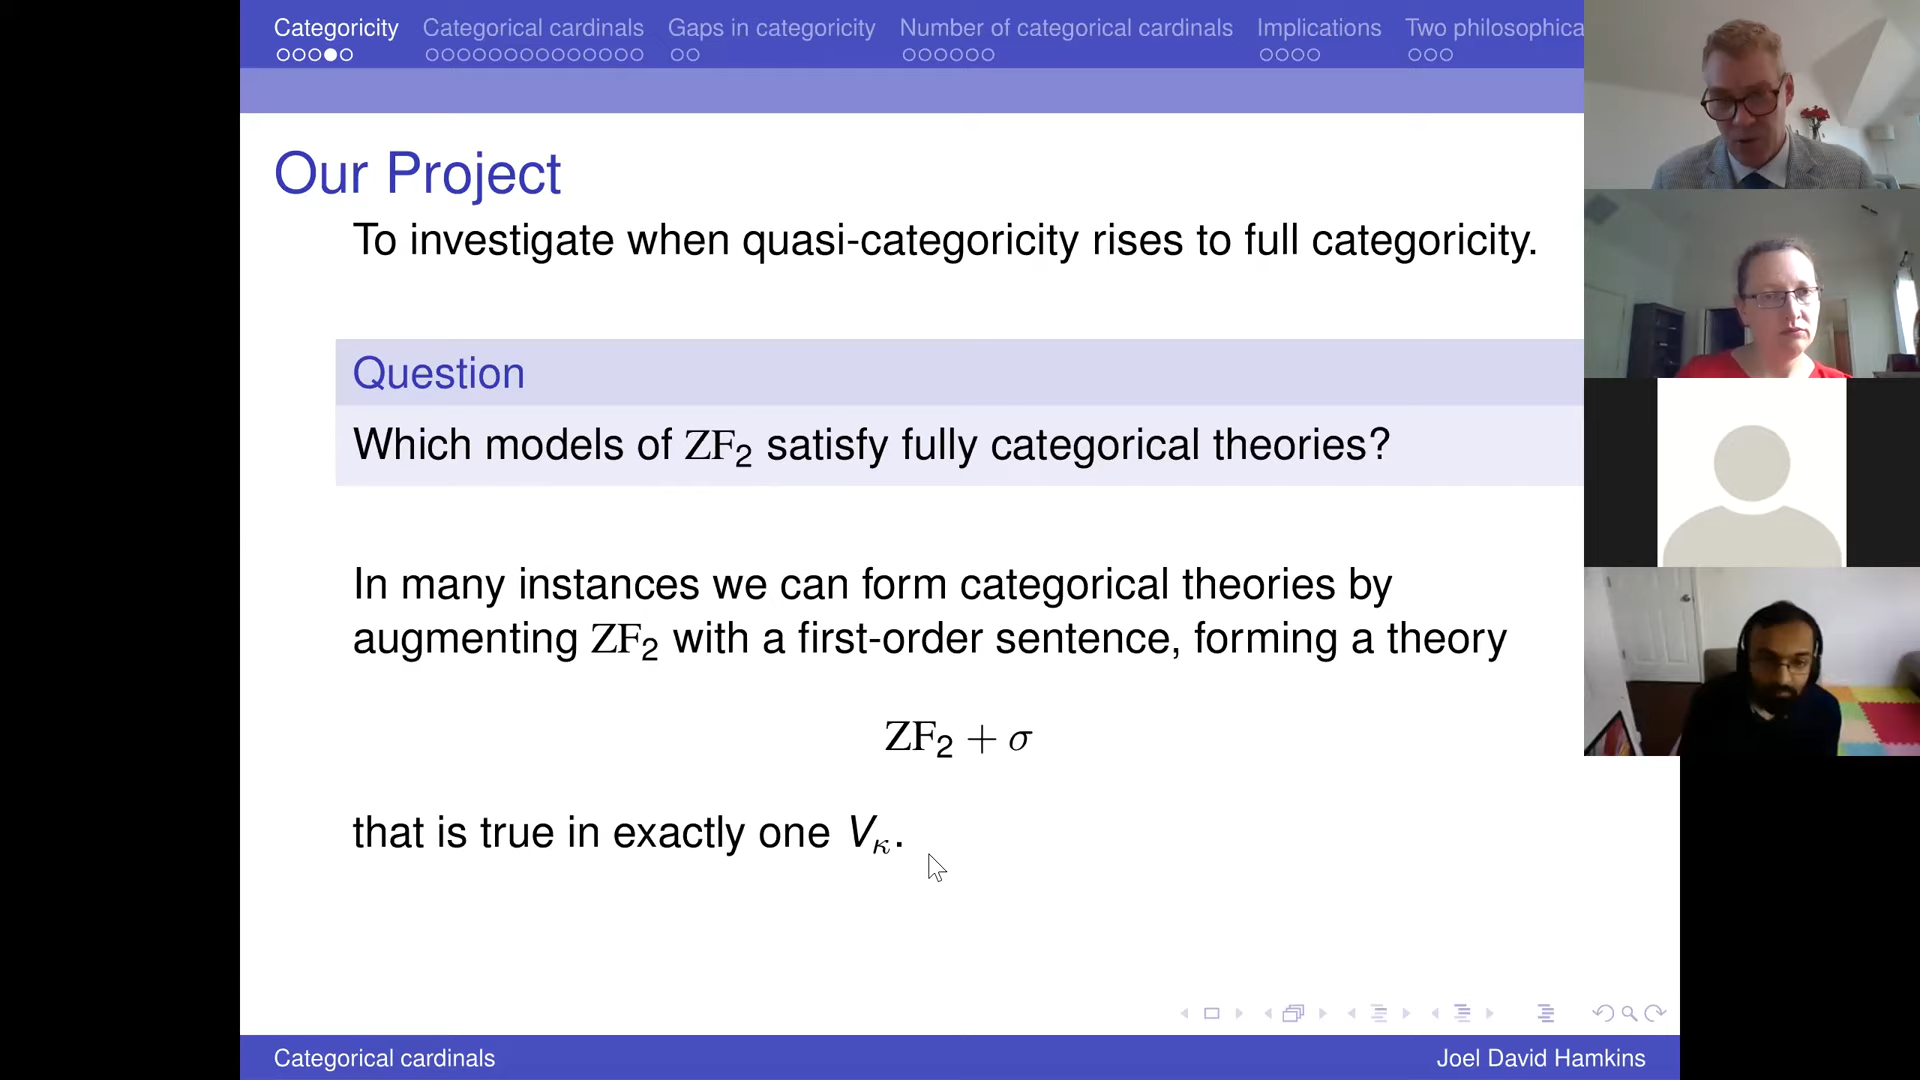 Categoricity Categorical cardinals Gaps in categoricity Number of categorical cardinals Implications Two philosophica
Our Project
To investigate when quasi-categoricity rises to full categoricity.
Question
Which models of ZF₂ satisfy fully categorical theories?
In many instances we can form categorical theories by
augmenting ZF₂ with a first-order sentence, forming a theory
ZF₂ + σ
that is true in exactly one Vκ.
Categorical cardinals Joel David Hamkins